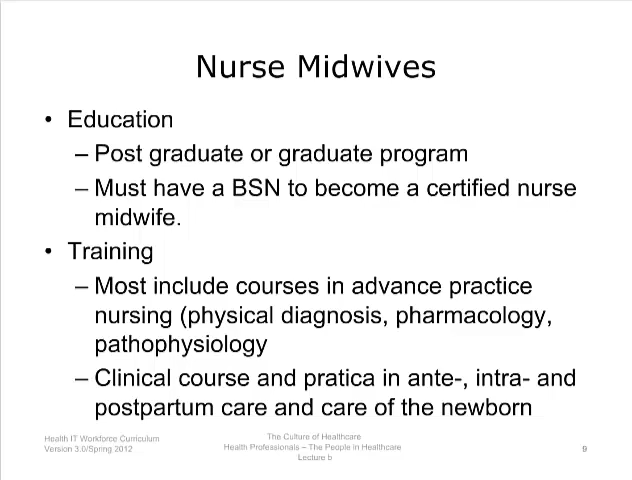 Nurse Midwives
• Education
– Post graduate or graduate program
– Must have a BSN to become a certified nurse
midwife.
• Training
– Most include courses in advance practice
nursing (physical diagnosis, pharmacology,
pathophysiology
– Clinical course and pratica in ante-, intra- and
postpartum care and care of the newborn
Health IT Workforce Curriculum
Version 3.0/Spring 2012
The Culture of Healthcare
Health Professionals – The People in Healthcare
Lecture b
9